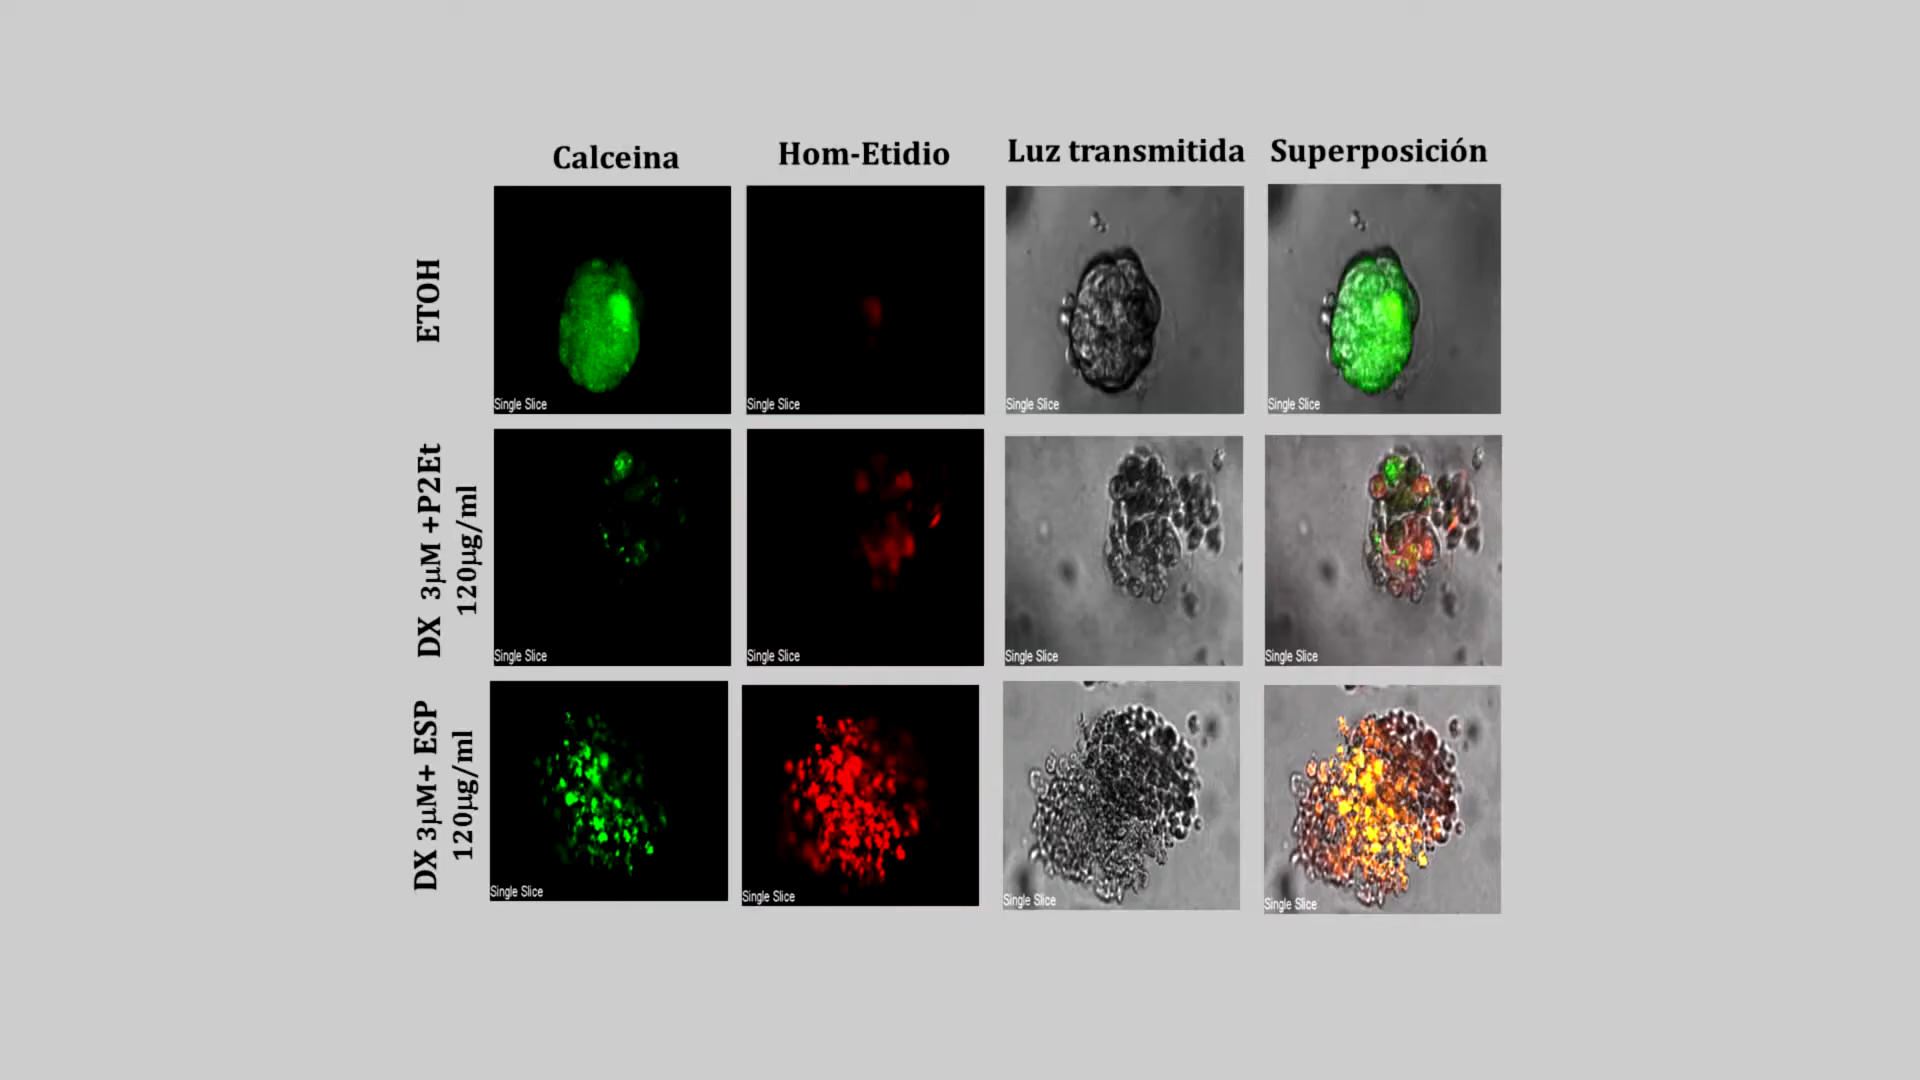 Calceina
Hom-Etidio
Luz transmitida
Superposición
ETOH
Single Slice
Single Slice
Single Slice
Single Slice
DX 3µM +P2Et
120µg/ml
Single Slice
Single Slice
Single Slice
Single Slice
DX 3µM+ ESP
120µg/ml
Single Slice
Single Slice
Single Slice
Single Slice